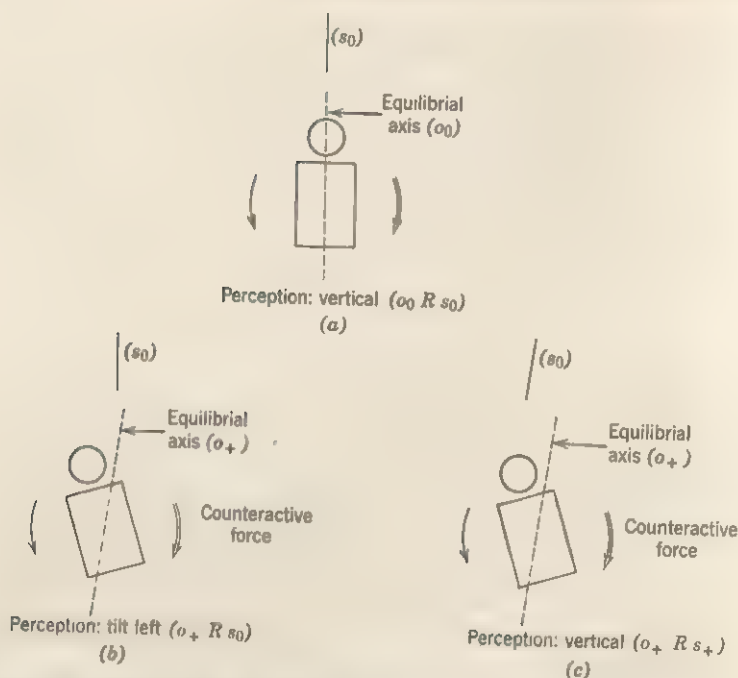 (s₀)
Equilibrial
axis (o₀)
Perception: vertical (o₀ R s₀)
(a)
(s₀)
Equilibrial
axis (o₊)
Counteractive
force
Perception: tilt left (o₊ R s₀)
(b)
(s₀)
Equilibrial
axis (o₊)
Counteractive
force
Perception: vertical (o₊ R s₊)
(c)